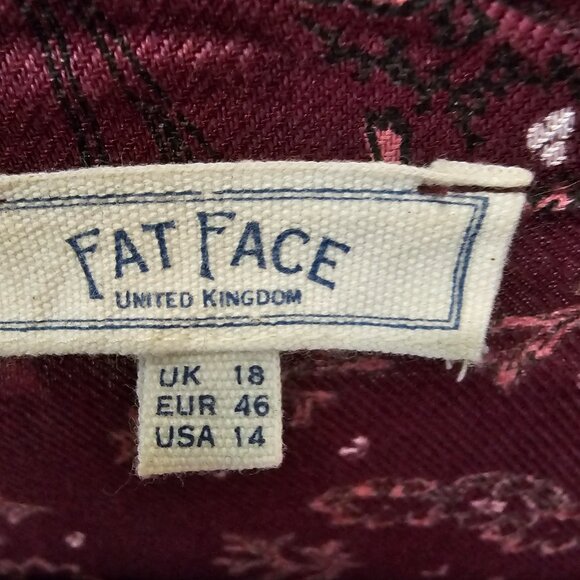 FAT FACE
UNITED KINGDOM
UK 18
EUR 46
USA 14